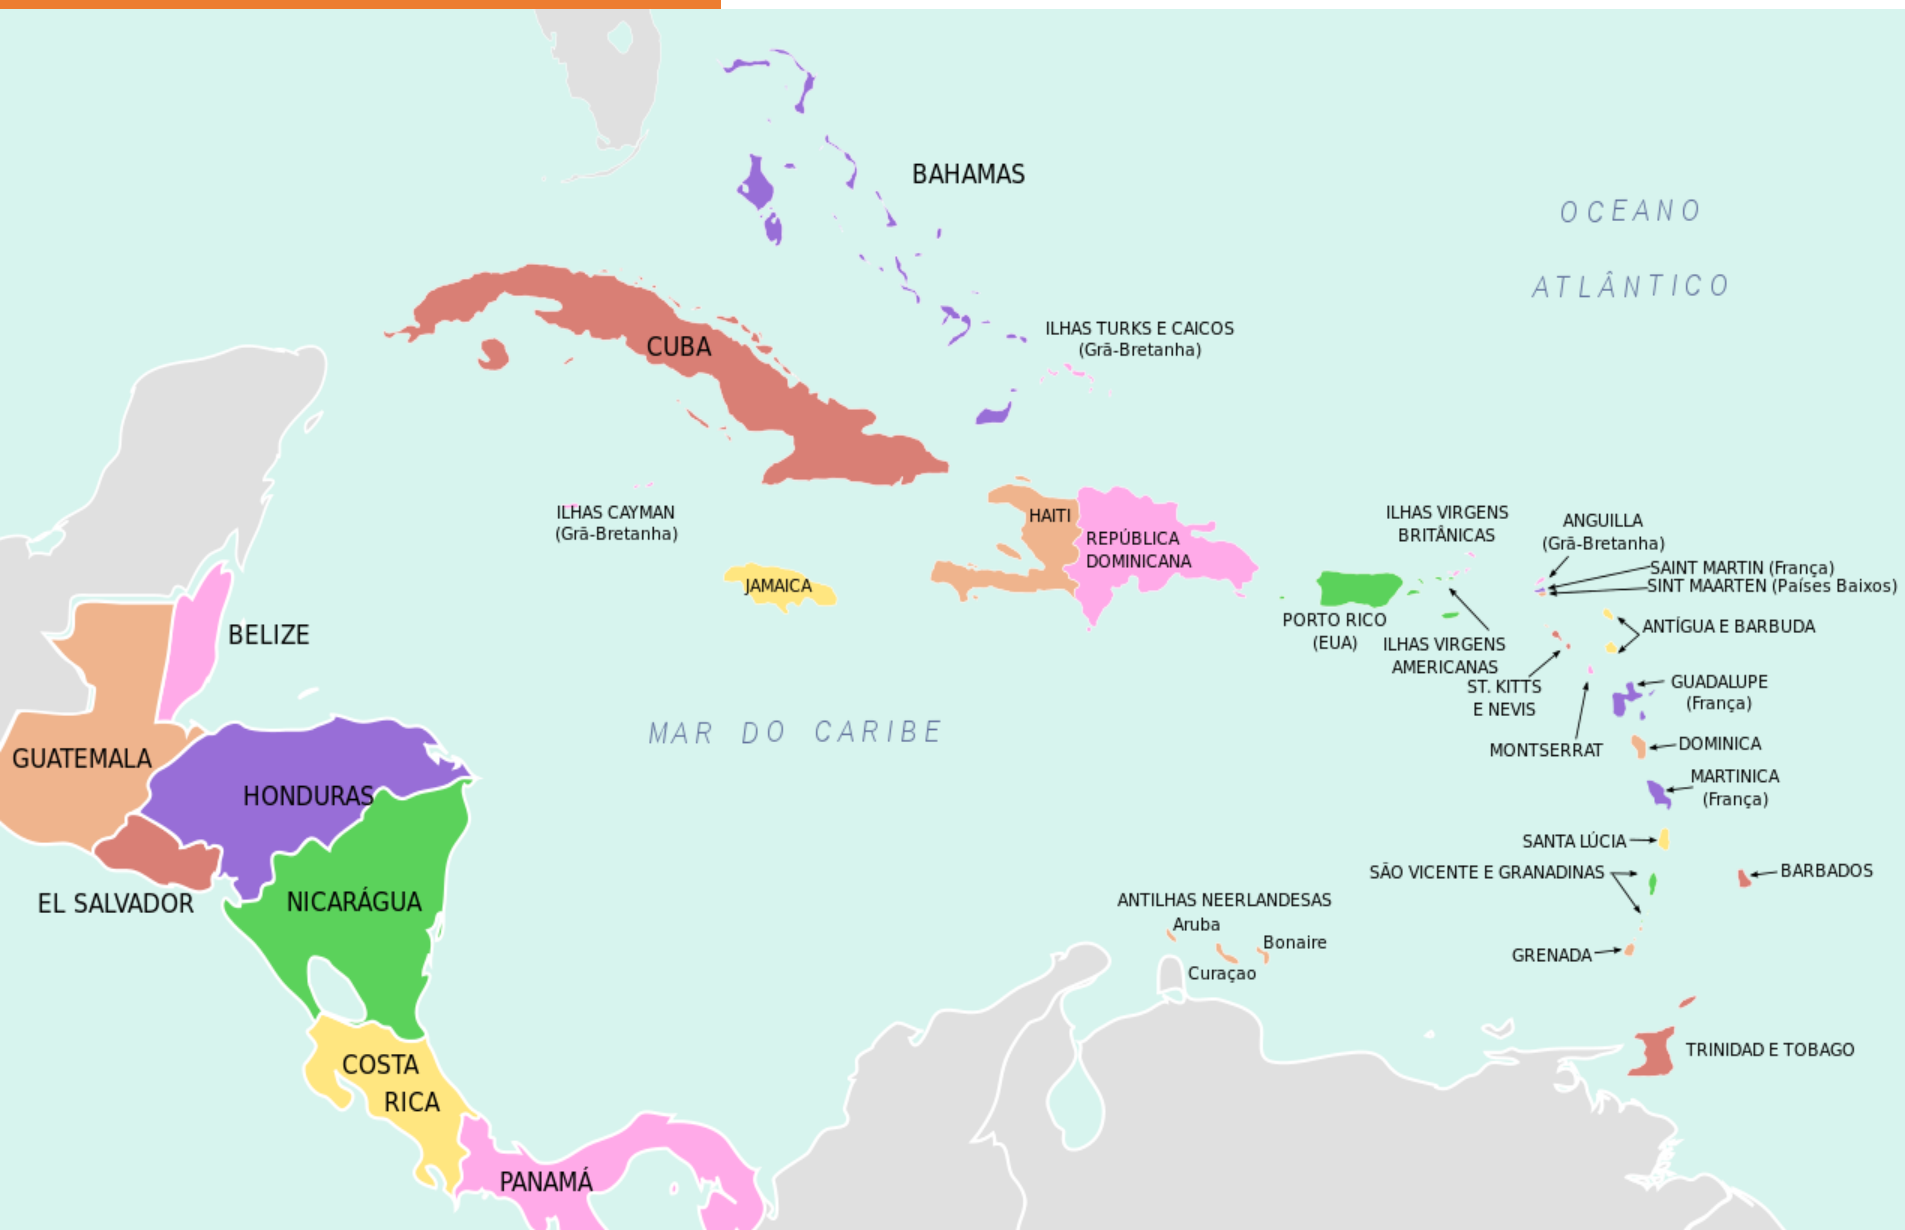 BAHAMAS
OCEANO
ATLÂNTICO
ILHAS TURKS E CAICOS
(Grã-Bretanha)
CUBA
ILHAS CAYMAN
(Grã-Bretanha)
HAITI
REPÚBLICA
DOMINICANA
JAMAICA
ILHAS VIRGENS
BRITÂNICAS
ANGUILLA
(Grã-Bretanha)
SAINT MARTIN (França)
SINT MAARTEN (Países Baixos)
PORTO RICO
(EUA)
ILHAS VIRGENS
AMERICANAS
ANTÍGUA E BARBUDA
ST. KITTS
E NEVIS
GUADALUPE
(França)
MONTSERRAT
DOMINICA
MARTINICA
(França)
SANTA LÚCIA
SÃO VICENTE E GRANADINAS
BARBADOS
GRENADA
TRINIDAD E TOBAGO
BELIZE
MAR DO CARIBE
GUATEMALA
HONDURAS
EL SALVADOR
NICARÁGUA
ANTILHAS NEERLANDESAS
Aruba
Bonaire
Curaçao
COSTA
RICA
PANAMÁ